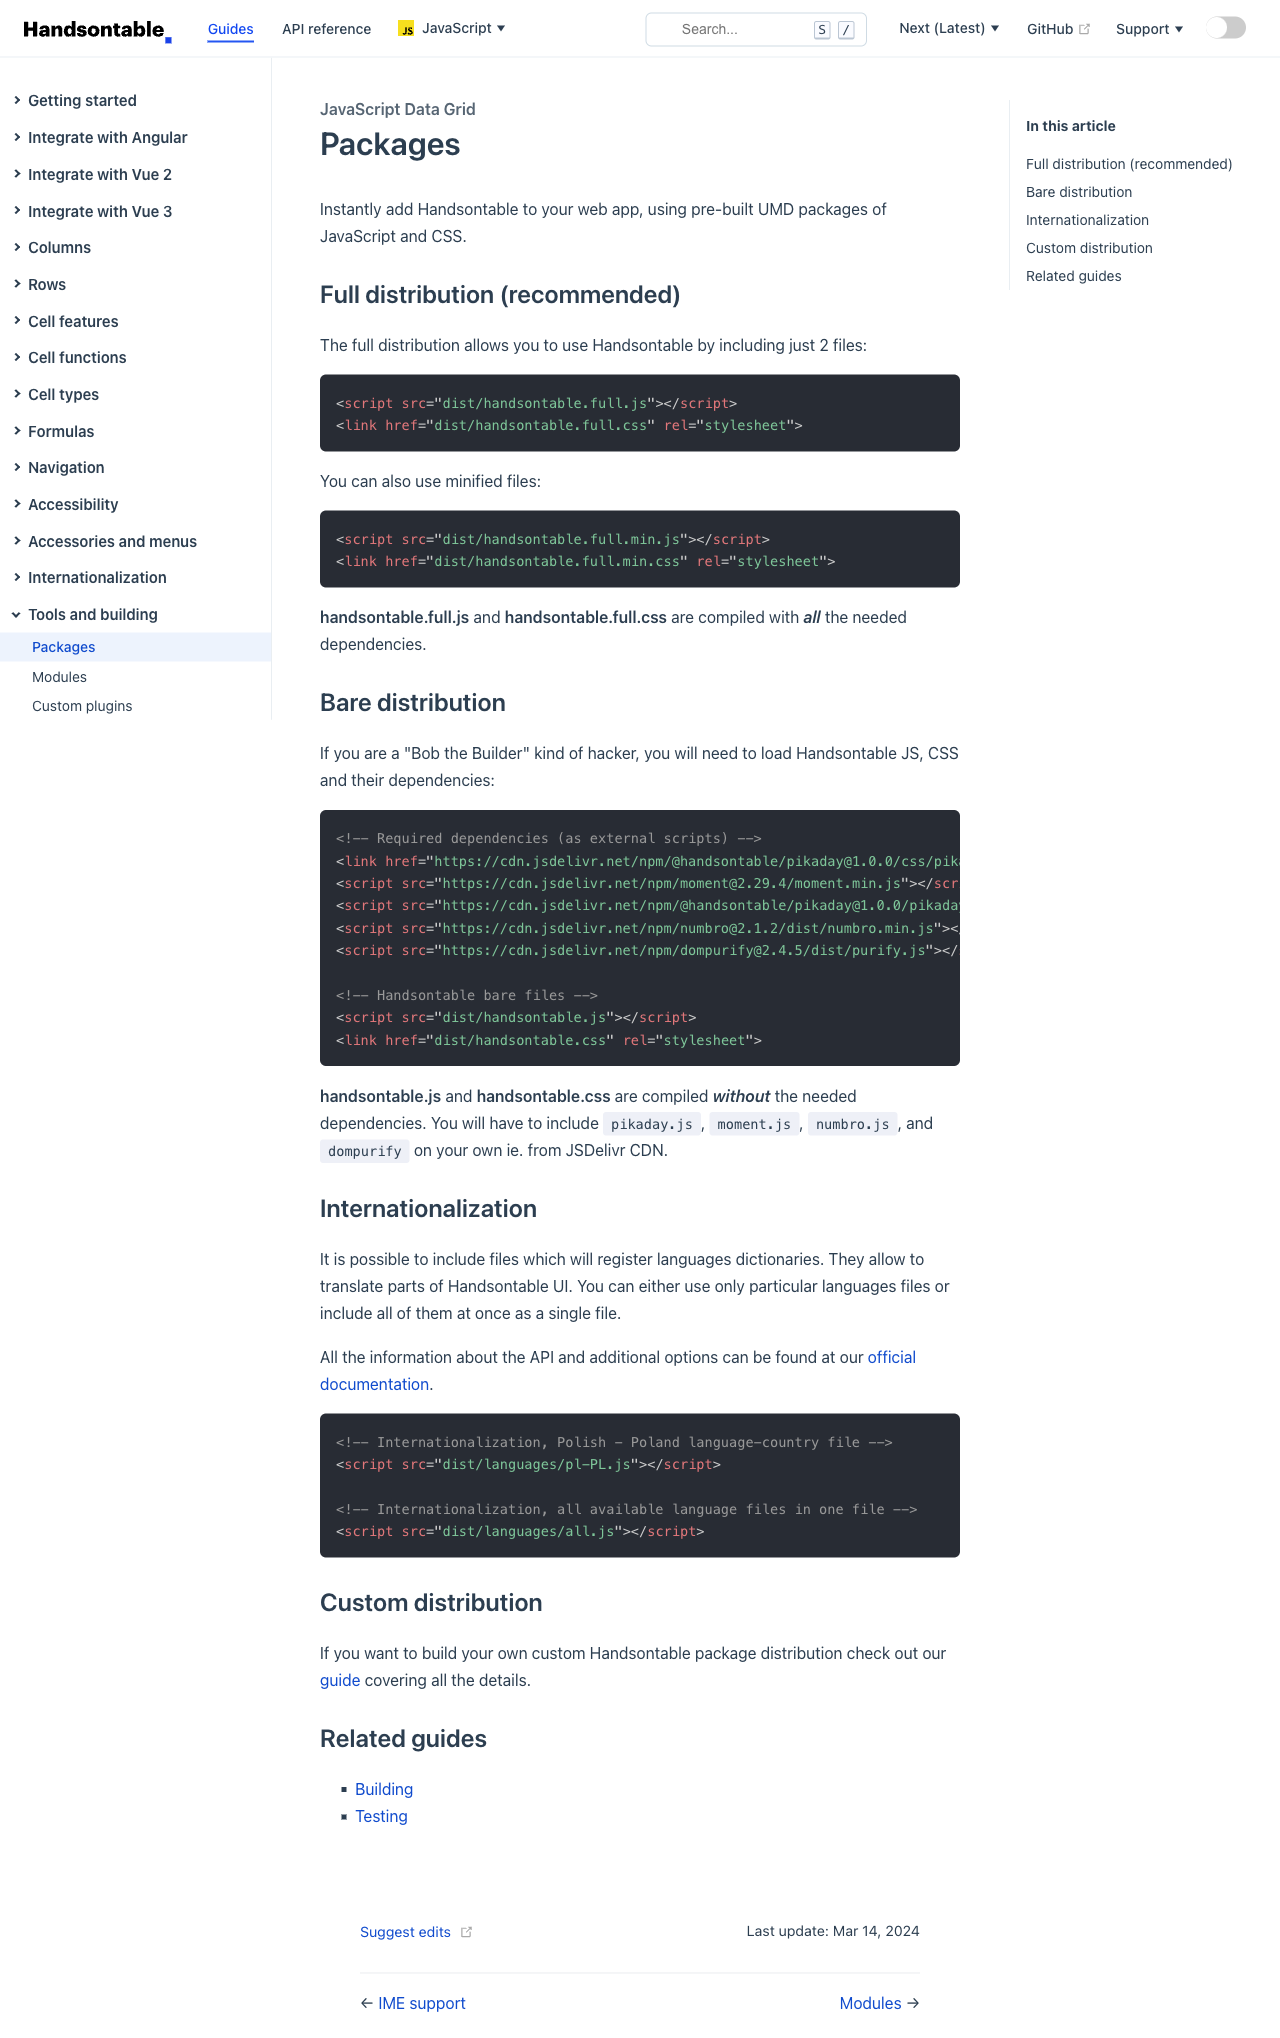 Handsontable
Guides
API reference
JS JavaScript
Search...
S /
Next (Latest)
GitHub
Support
Getting started
Integrate with Angular
Integrate with Vue 2
Integrate with Vue 3
Columns
Rows
Cell features
Cell functions
Cell types
Formulas
Navigation
Accessibility
Accessories and menus
Internationalization
Tools and building
Packages
Modules
Custom plugins
JavaScript Data Grid
Packages
Instantly add Handsontable to your web app, using pre-built UMD packages of
JavaScript and CSS.
Full distribution (recommended)
The full distribution allows you to use Handsontable by including just 2 files:
<script src="dist/handsontable.full.js"></script>
<link href="dist/handsontable.full.css" rel="stylesheet">
You can also use minified files:
<script src="dist/handsontable.full.min.js"></script>
<link href="dist/handsontable.full.min.css" rel="stylesheet">
handsontable.full.js and handsontable.full.css are compiled with all the needed
dependencies.
Bare distribution
If you are a "Bob the Builder" kind of hacker, you will need to load Handsontable JS, CSS
and their dependencies:
<!-- Required dependencies (as external scripts) -->
<link href="https://cdn.jsdelivr.net/npm/@handsontable/pikaday@1.0.0/css/pik
<script src="https://cdn.jsdelivr.net/npm/moment@2.29.4/moment.min.js"></scr
<script src="https://cdn.jsdelivr.net/npm/@handsontable/pikaday@1.0.0/pikaday
<script src="https://cdn.jsdelivr.net/npm/numbro@2.1.2/dist/numbro.min.js"></
<script src="https://cdn.jsdelivr.net/npm/dompurify@2.4.5/dist/purify.js"></
<!-- Handsontable bare files -->
<script src="dist/handsontable.js"></script>
<link href="dist/handsontable.css" rel="stylesheet">
handsontable.js and handsontable.css are compiled without the needed
dependencies. You will have to include pikaday.js, moment.js, numbro.js, and
dompurify on your own ie. from JSDelivr CDN.
Internationalization
It is possible to include files which will register languages dictionaries. They allow to
translate parts of Handsontable UI. You can either use only particular languages files or
include all of them at once as a single file.
All the information about the API and additional options can be found at our official
documentation.
<!-- Internationalization, Polish - Poland language-country file -->
<script src="dist/languages/pl-PL.js"></script>
<!-- Internationalization, all available language files in one file -->
<script src="dist/languages/all.js"></script>
Custom distribution
If you want to build your own custom Handsontable package distribution check out our
guide covering all the details.
Related guides
▪ Building
▪ Testing
Suggest edits
Last update: Mar 14, 2024
← IME support
Modules →
In this article
Full distribution (recommended)
Bare distribution
Internationalization
Custom distribution
Related guides